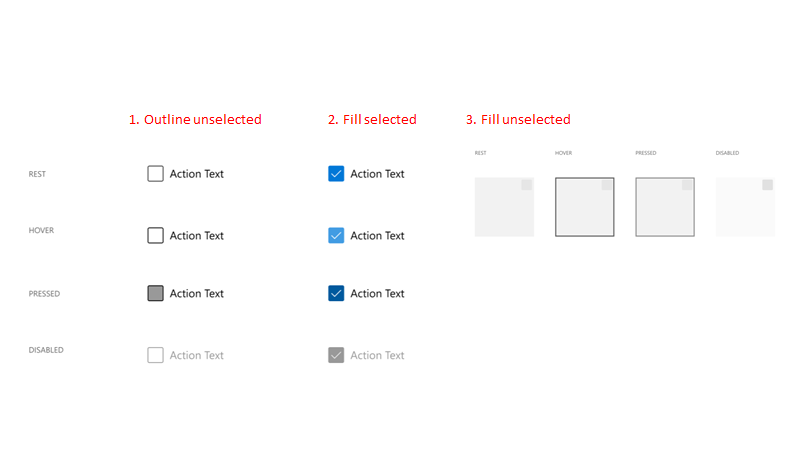 1. Outline unselected
2. Fill selected
3. Fill unselected
REST HOVER PRESSED DISABLED
REST Action Text Action Text
HOVER Action Text Action Text
PRESSED Action Text Action Text
DISABLED Action Text Action Text